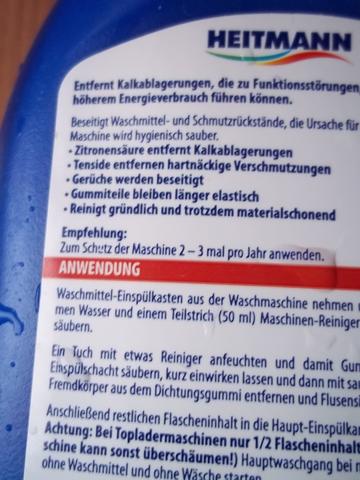 HEITMANN
Entfernt Kalkablagerungen, die zu Funktionsstörungen,
höherem Energieverbrauch führen können.
Beseitigt Waschmittel- und Schmutzrückstände, die Ursache für
Maschine wird hygienisch sauber.
• Zitronensäure entfernt Kalkablagerungen
• Tenside entfernen hartnäckige Verschmutzungen
• Gerüche werden beseitigt
• Gummiteile bleiben länger elastisch
• Reinigt gründlich und trotzdem materialschonend
Empfehlung:
Zum Schutz der Maschine 2 – 3 mal pro Jahr anwenden.
ANWENDUNG
Waschmittel-Einspülkasten aus der Waschmaschine nehmen
men Wasser und einem Teilstrich (50 ml) Maschinen-Reiniger
säubern.
Ein Tuch mit etwas Reiniger anfeuchten und damit Gum
Einspülschacht säubern, kurz einwirken lassen und dann mit
Fremdkörper aus dem Dichtungsgummi entfernen und Flusensi
Anschließend restlichen Flascheninhalt in die Haupt-Einspülka
Achtung: Bei Topladermaschinen nur 1/2 Flascheninhalt
schine kann sonst überschäumen!) Hauptwaschgang bei
ohne Waschmittel und ohne Wäsche starten